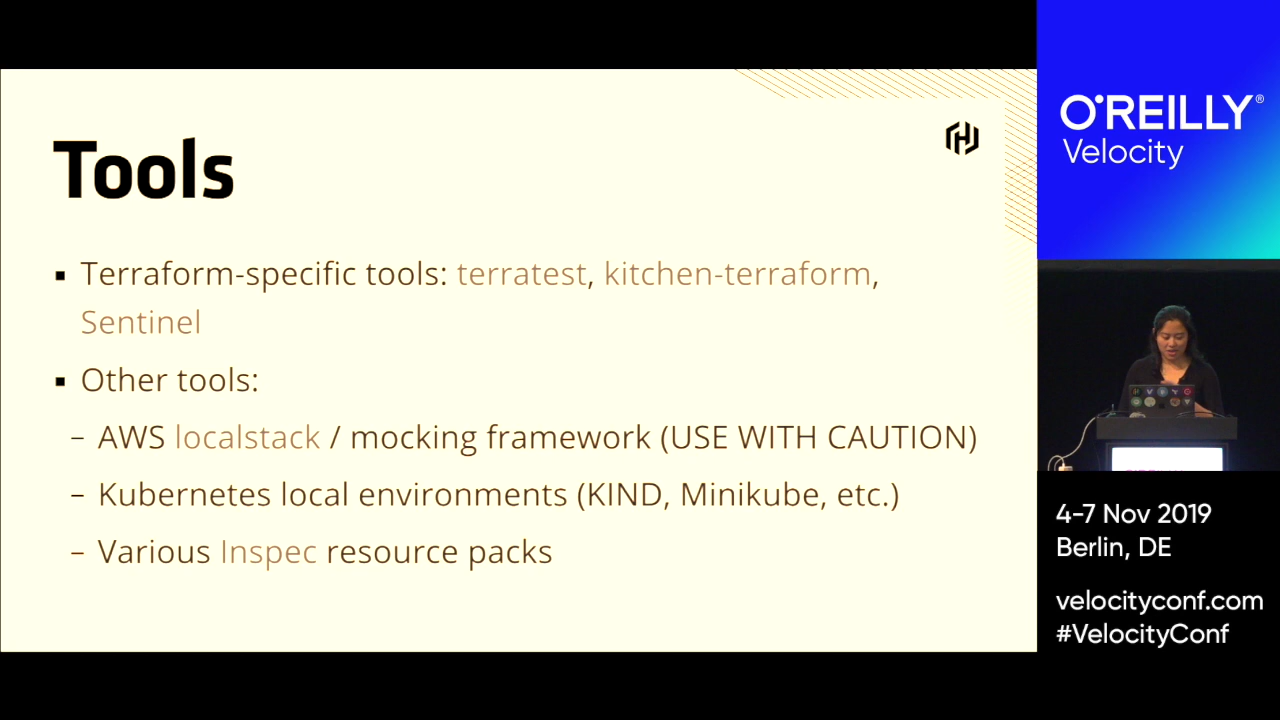 Tools
▪ Terraform-specific tools: terratest, kitchen-terraform,
Sentinel
▪ Other tools:
– AWS localstack / mocking framework (USE WITH CAUTION)
– Kubernetes local environments (KIND, Minikube, etc.)
– Various Inspec resource packs
O'REILLY®
Velocity
4-7 Nov 2019
Berlin, DE
velocityconf.com
#VelocityConf